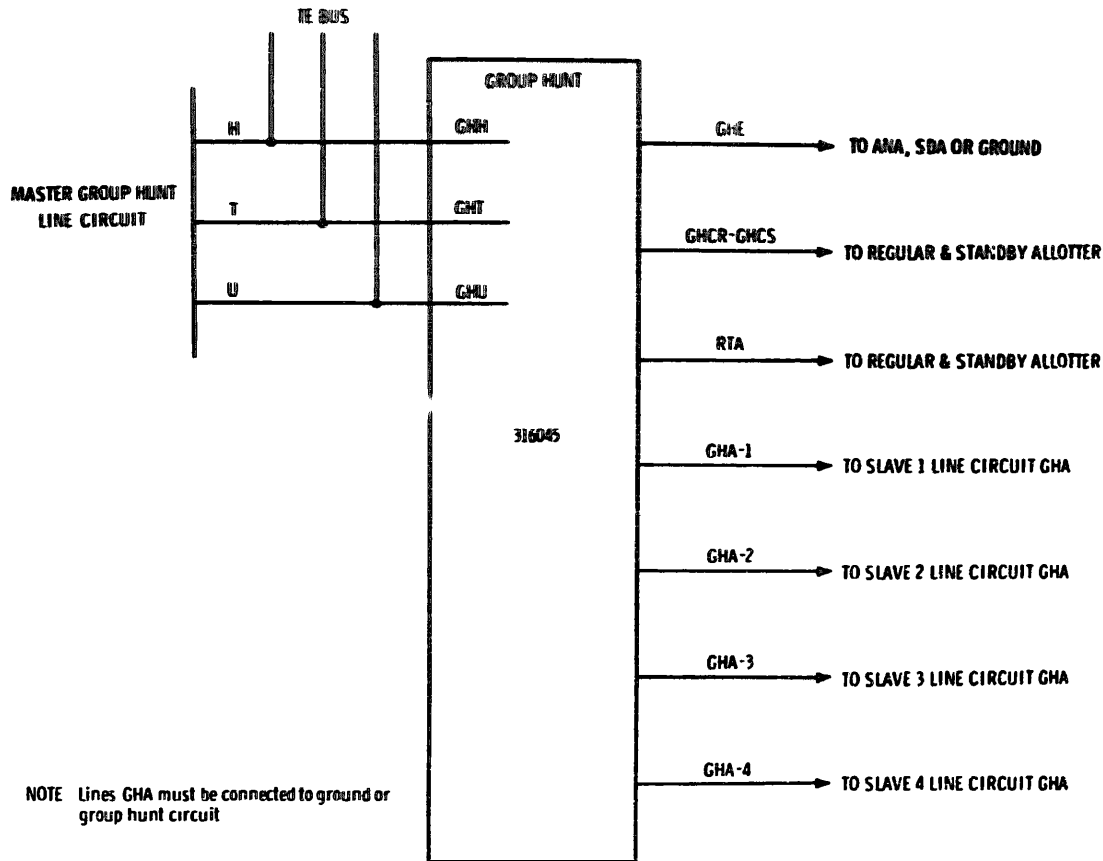 TE BUS
GROUP HUNT
H
GHH
GHE
TO ANA, SDA OR GROUND
MASTER GROUP HUNT
LINE CIRCUIT
T
GHT
GHCR-GHCS
TO REGULAR & STANDBY ALLOTTER
U
GHU
RTA
TO REGULAR & STANDBY ALLOTTER
316045
GHA-1
TO SLAVE 1 LINE CIRCUIT GHA
GHA-2
TO SLAVE 2 LINE CIRCUIT GHA
GHA-3
TO SLAVE 3 LINE CIRCUIT GHA
GHA-4
TO SLAVE 4 LINE CIRCUIT GHA
NOTE Lines GHA must be connected to ground or
group hunt circuit